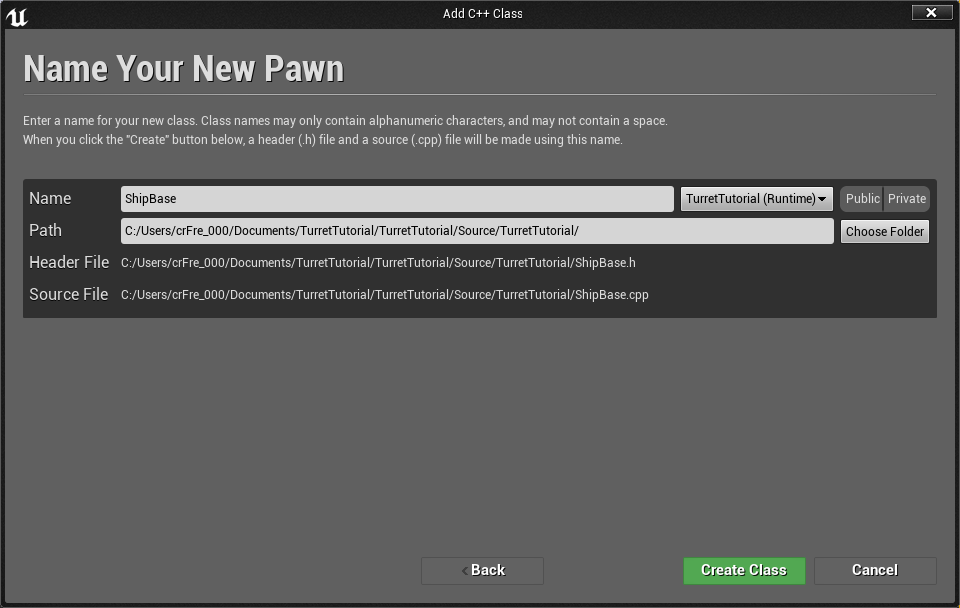 Add C++ Class
Name Your New Pawn
Enter a name for your new class. Class names may only contain alphanumeric characters, and may not contain a space.
When you click the "Create" button below, a header (.h) file and a source (.cpp) file will be made using this name.
Name ShipBase TurretTutorial (Runtime) Public Private
Path C:/Users/crFre_000/Documents/TurretTutorial/TurretTutorial/Source/TurretTutorial/ Choose Folder
Header File C:/Users/crFre_000/Documents/TurretTutorial/TurretTutorial/Source/TurretTutorial/ShipBase.h
Source File C:/Users/crFre_000/Documents/TurretTutorial/TurretTutorial/Source/TurretTutorial/ShipBase.cpp
< Back Create Class Cancel